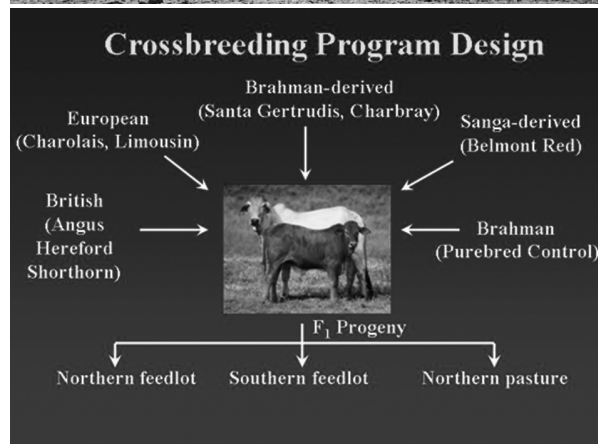 Crossbreeding Program Design
Brahman-derived
(Santa Gertrudis, Charbray)
European
(Charolais, Limousin)
Sanga-derived
(Belmont Red)
British
(Angus
Hereford
Shorthorn)
Brahman
(Purebred Control)
F₁ Progeny
Northern feedlot
Southern feedlot
Northern pasture